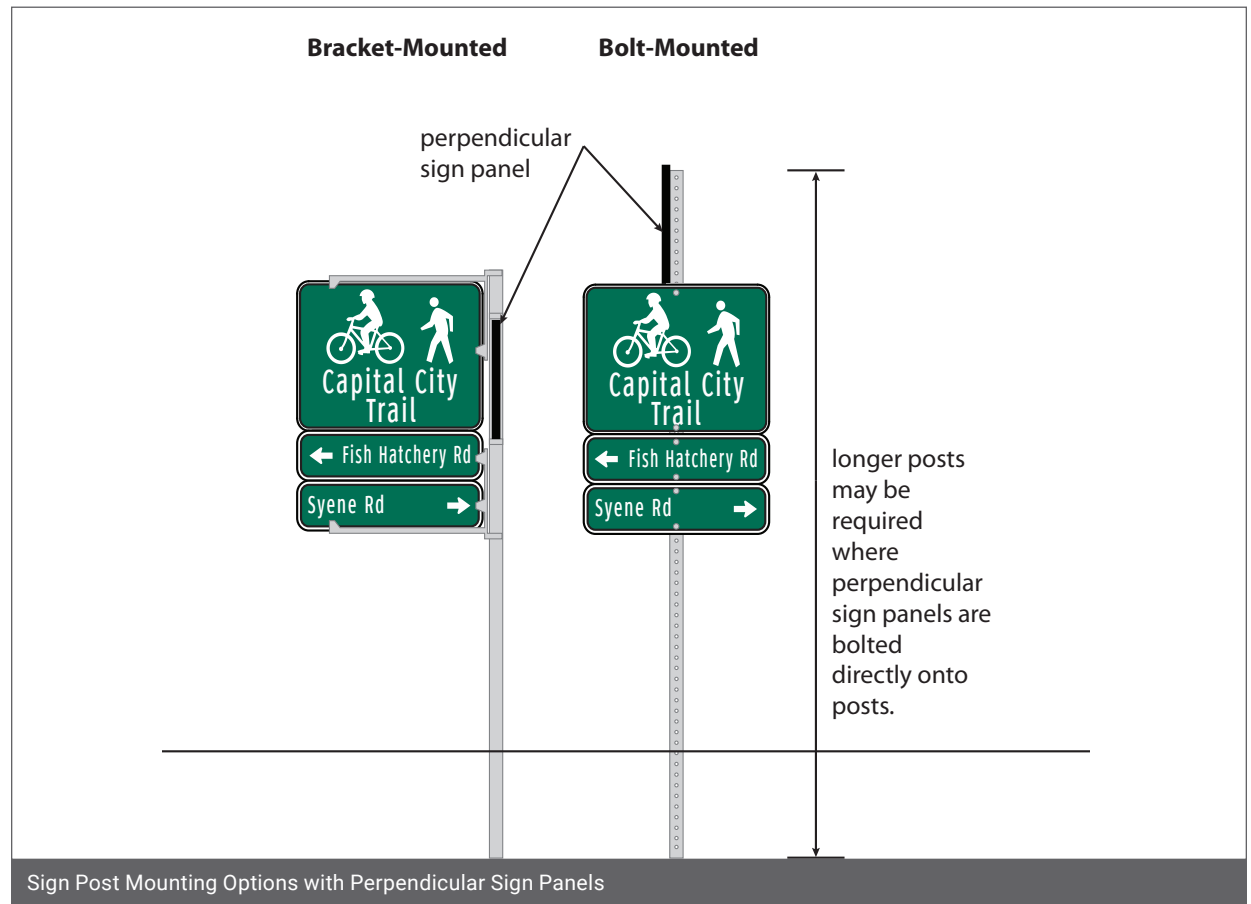 Bracket-Mounted
Bolt-Mounted
perpendicular
sign panel
Capital City
Trail
Fish Hatchery Rd
Syene Rd
Capital City
Trail
Fish Hatchery Rd
Syene Rd
longer posts
may be
required
where
perpendicular
sign panels are
bolted
directly onto
posts.
Sign Post Mounting Options with Perpendicular Sign Panels